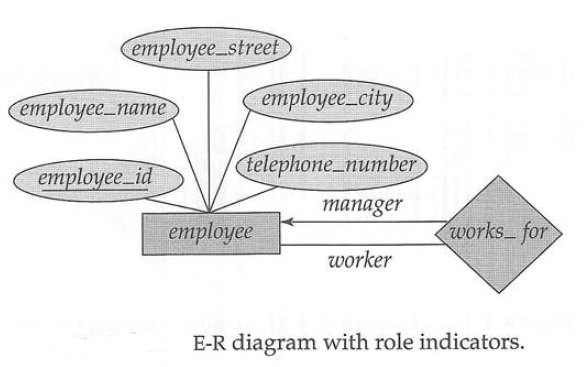 employee_street
employee_name
employee_city
employee_id
telephone_number
manager
employee
works_ for
worker
E-R diagram with role indicators.